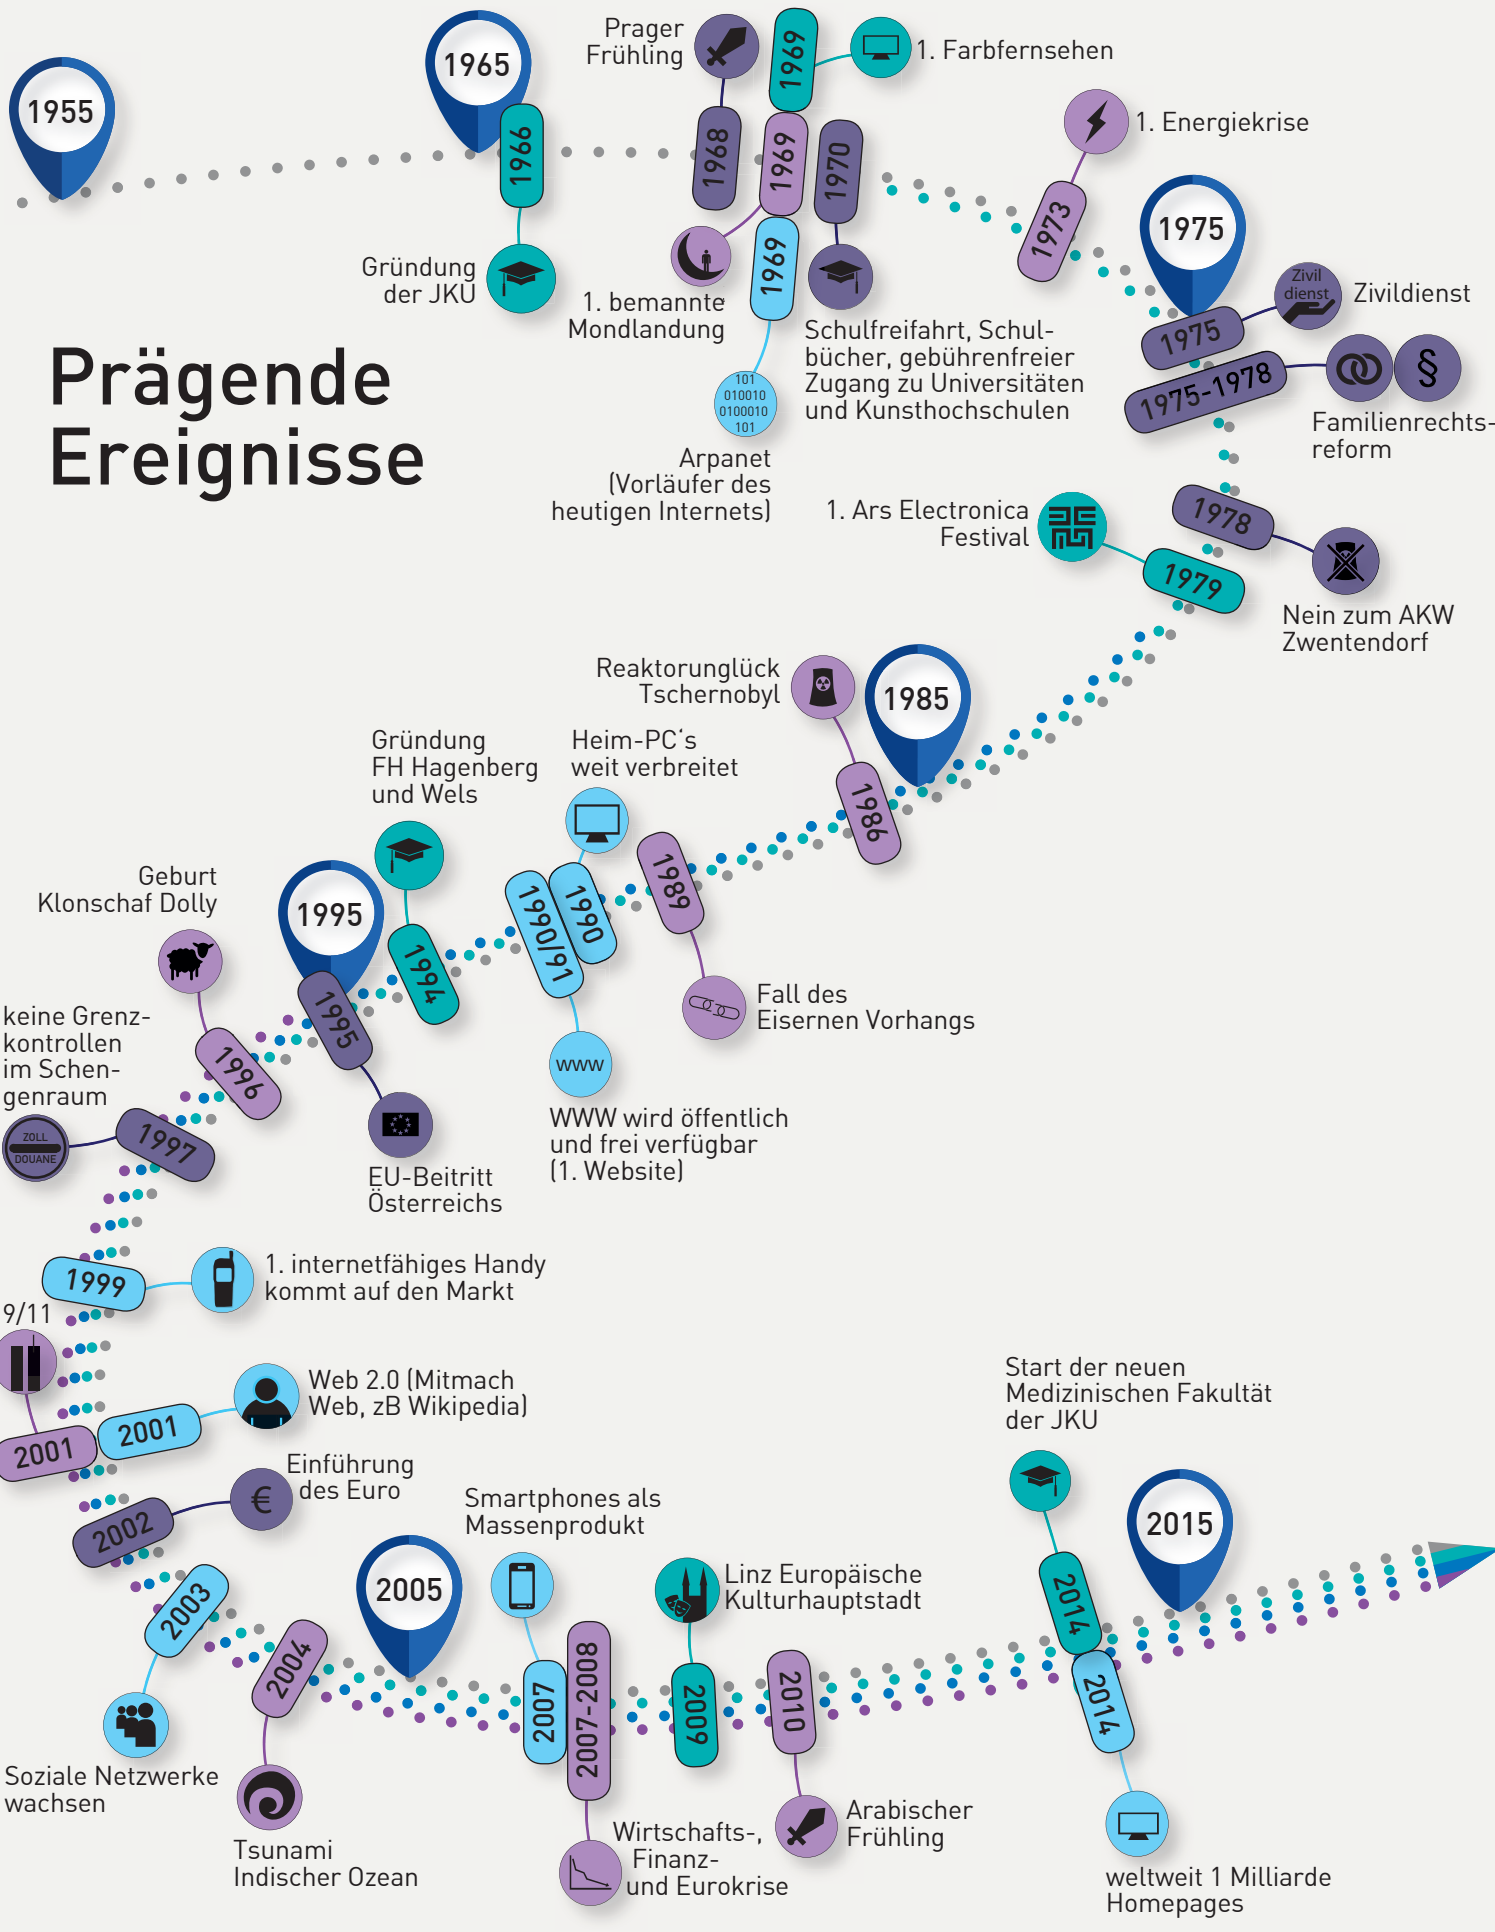 Prägende
Ereignisse
1955
1965
1966
Gründung
der JKU
Prager
Frühling
1968
1969
1. Farbfernsehen
1969
1. bemannte
Mondlandung
1969
101
010010
0100010
101
Arpanet
(Vorläufer des
heutigen Internets)
1970
Schulfreifahrt, Schul-
bücher, gebührenfreier
Zugang zu Universitäten
und Kunsthochschulen
1. Energiekrise
1973
1975
1975
Zivil
dienst
Zivildienst
1975-1978
§
Familienrechts-
reform
1978
Nein zum AKW
Zwentendorf
1. Ars Electronica
Festival
1979
1985
Reaktorunglück
Tschernobyl
1986
1989
Fall des
Eisernen Vorhangs
Heim-PC‘s
weit verbreitet
1990
1990/91
www
WWW wird öffentlich
und frei verfügbar
(1. Website)
Gründung
FH Hagenberg
und Wels
1994
1995
1995
EU-Beitritt
Österreichs
Geburt
Klonschaf Dolly
1996
keine Grenz-
kontrollen
im Schen-
genraum
ZOLL
DOUANE
1997
1999
1. internetfähiges Handy
kommt auf den Markt
9/11
2001
2001
Web 2.0 (Mitmach
Web, zB Wikipedia)
2002
€
Einführung
des Euro
2003
Soziale Netzwerke
wachsen
2004
Tsunami
Indischer Ozean
2005
Smartphones als
Massenprodukt
2007
2007-2008
Wirtschafts-,
Finanz-
und Eurokrise
Linz Europäische
Kulturhauptstadt
2009
2010
Arabischer
Frühling
Start der neuen
Medizinischen Fakultät
der JKU
2014
2014
weltweit 1 Milliarde
Homepages
2015